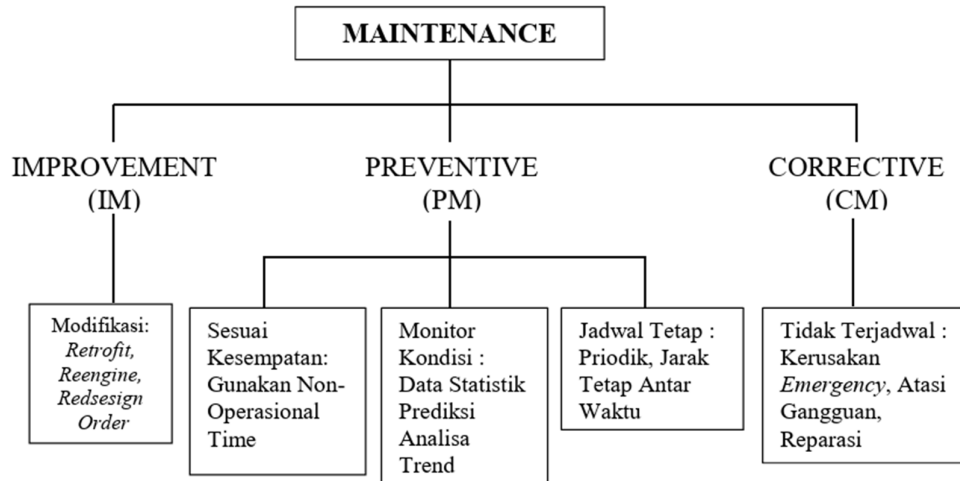 MAINTENANCE
IMPROVEMENT
(IM)
PREVENTIVE
(PM)
CORRECTIVE
(CM)
Modifikasi:
Retrofit,
Reengine,
Redsesign
Order
Sesuai
Kesempatan:
Gunakan Non-
Operasional
Time
Monitor
Kondisi :
Data Statistik
Prediksi
Analisa
Trend
Jadwal Tetap :
Priodik, Jarak
Tetap Antar
Waktu
Tidak Terjadwal :
Kerusakan
Emergency, Atasi
Gangguan,
Reparasi